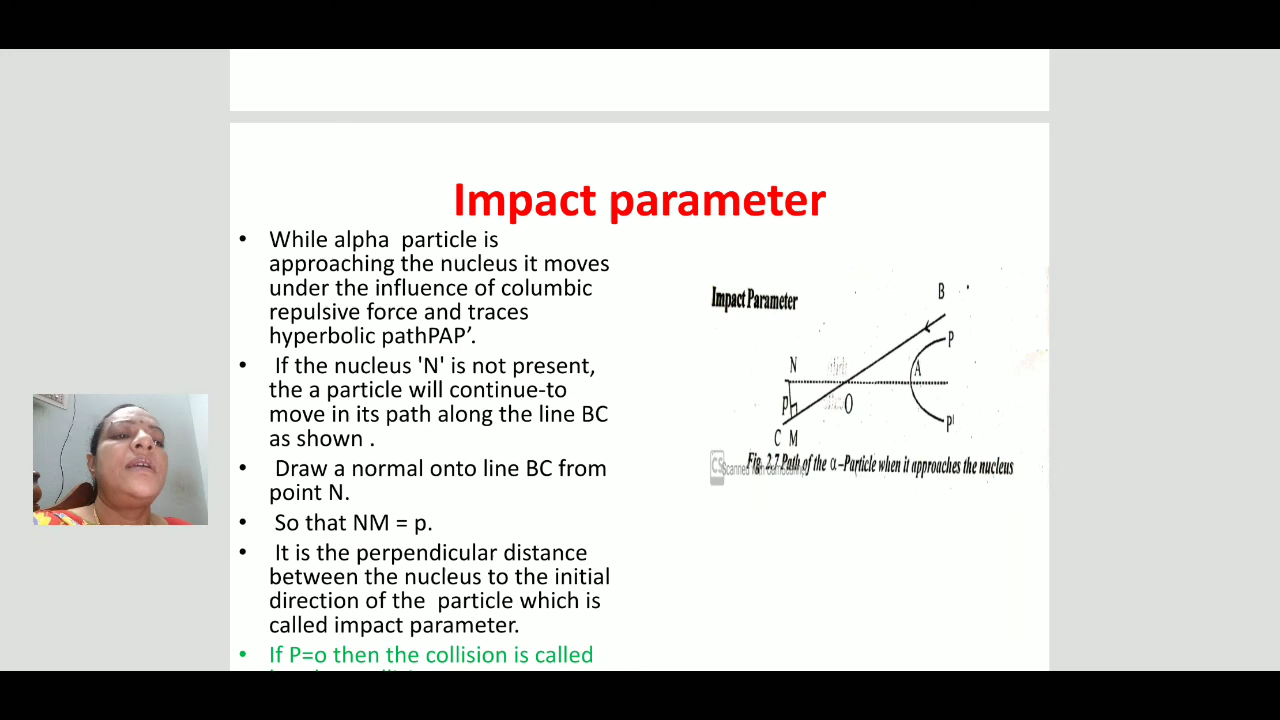 Impact parameter
• While alpha particle is
approaching the nucleus it moves
under the influence of columbic
repulsive force and traces
hyperbolic pathPAP’.
• If the nucleus 'N' is not present,
the a particle will continue-to
move in its path along the line BC
as shown .
• Draw a normal onto line BC from
point N.
• So that NM = p.
• It is the perpendicular distance
between the nucleus to the initial
direction of the particle which is
called impact parameter.
• If P=o then the collision is called
Impact Parameter
B
P
N
A
P
O
C M
P'
CS
Fig. 2.7 Path of the α-Particle when it approaches the nucleus